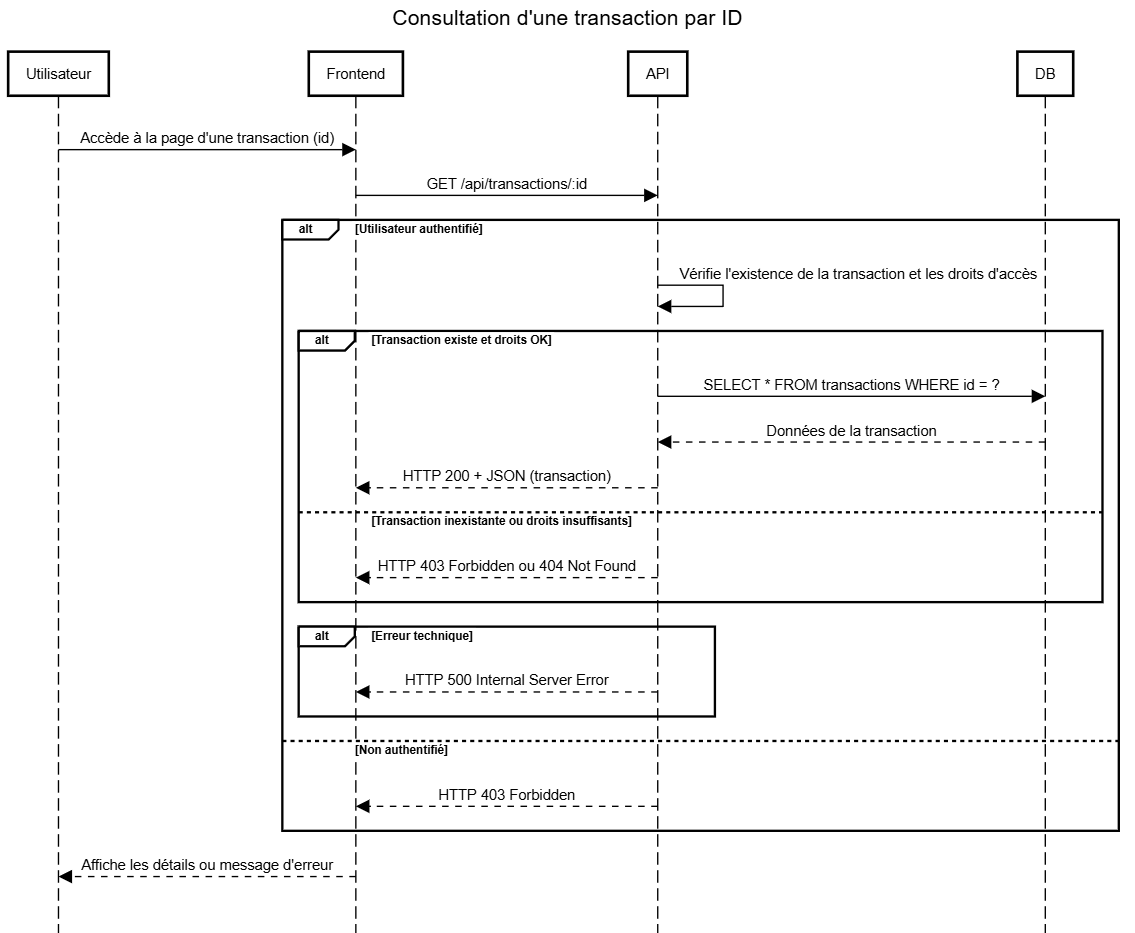 Consultation d'une transaction par ID
Utilisateur
Frontend
API
DB
Accède à la page d'une transaction (id)
GET /api/transactions/:id
alt
[Utilisateur authentifié]
Vérifie l'existence de la transaction et les droits d'accès
alt
[Transaction existe et droits OK]
SELECT * FROM transactions WHERE id = ?
Données de la transaction
HTTP 200 + JSON (transaction)
[Transaction inexistante ou droits insuffisants]
HTTP 403 Forbidden ou 404 Not Found
alt
[Erreur technique]
HTTP 500 Internal Server Error
[Non authentifié]
HTTP 403 Forbidden
Affiche les détails ou message d'erreur